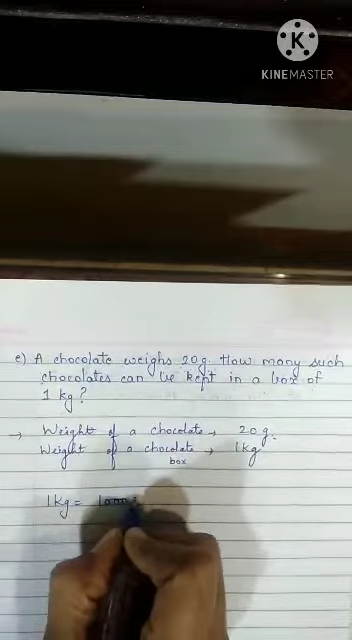 KINEMASTER
e) A chocolate weighs 20g. How many such
chocolates can be kept in a box of
1 kg?
→ Weight of a chocolate → 20 g.
Weight of a chocolate → 1kg
box
1kg = 1000